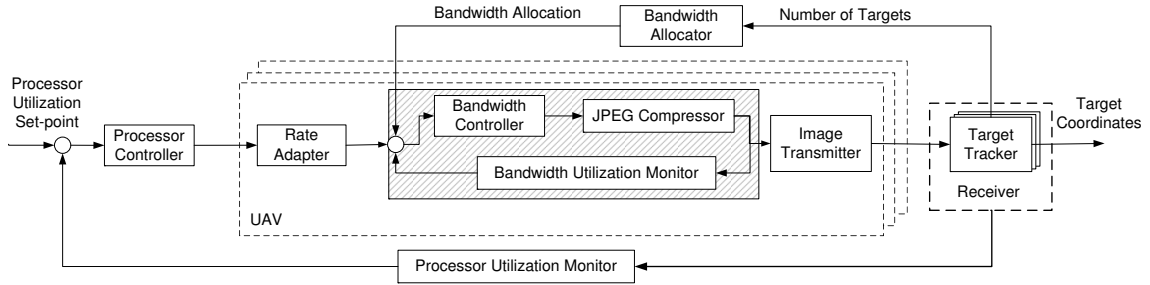 Bandwidth Allocation
Bandwidth
Allocator
Number of Targets
Processor
Utilization
Set-point
Processor
Controller
Rate
Adapter
Bandwidth
Controller
JPEG Compressor
Bandwidth Utilization Monitor
Image
Transmitter
Target
Tracker
Receiver
Target
Coordinates
UAV
Processor Utilization Monitor